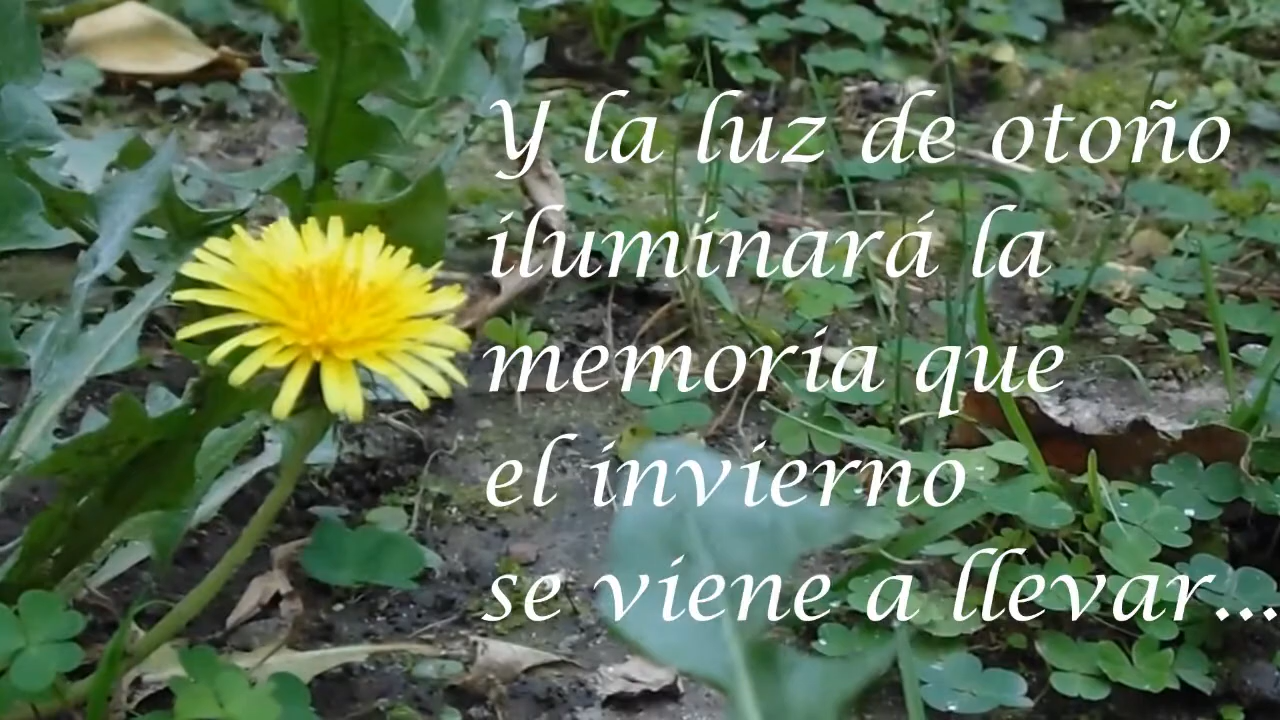 Y la luz de otoño
iluminará la
memoria que
el invierno
se viene a llevar...